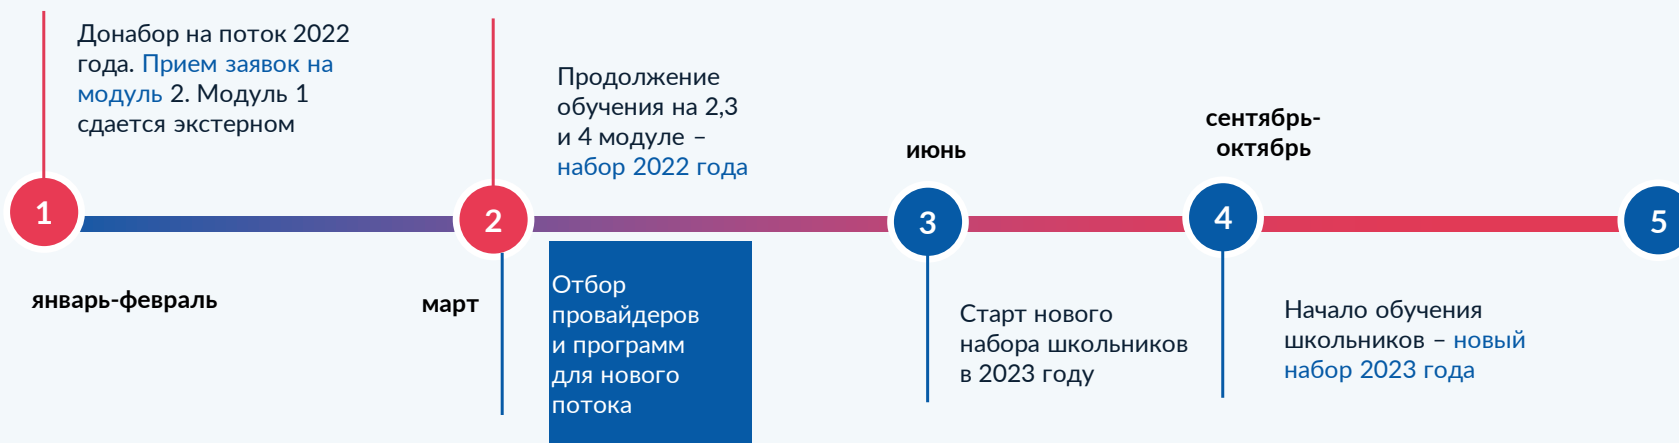 Донабор на поток 2022
года. Прием заявок на
модуль 2. Модуль 1
сдается экстерном
1
январь-февраль
Продолжение
обучения на 2,3
и 4 модуле –
набор 2022 года
2
март
Отбор
провайдеров
и программ
для нового
потока
июнь
3
Старт нового
набора школьников
в 2023 году
сентябрь-
октябрь
4
Начало обучения
школьников – новый
набор 2023 года
5